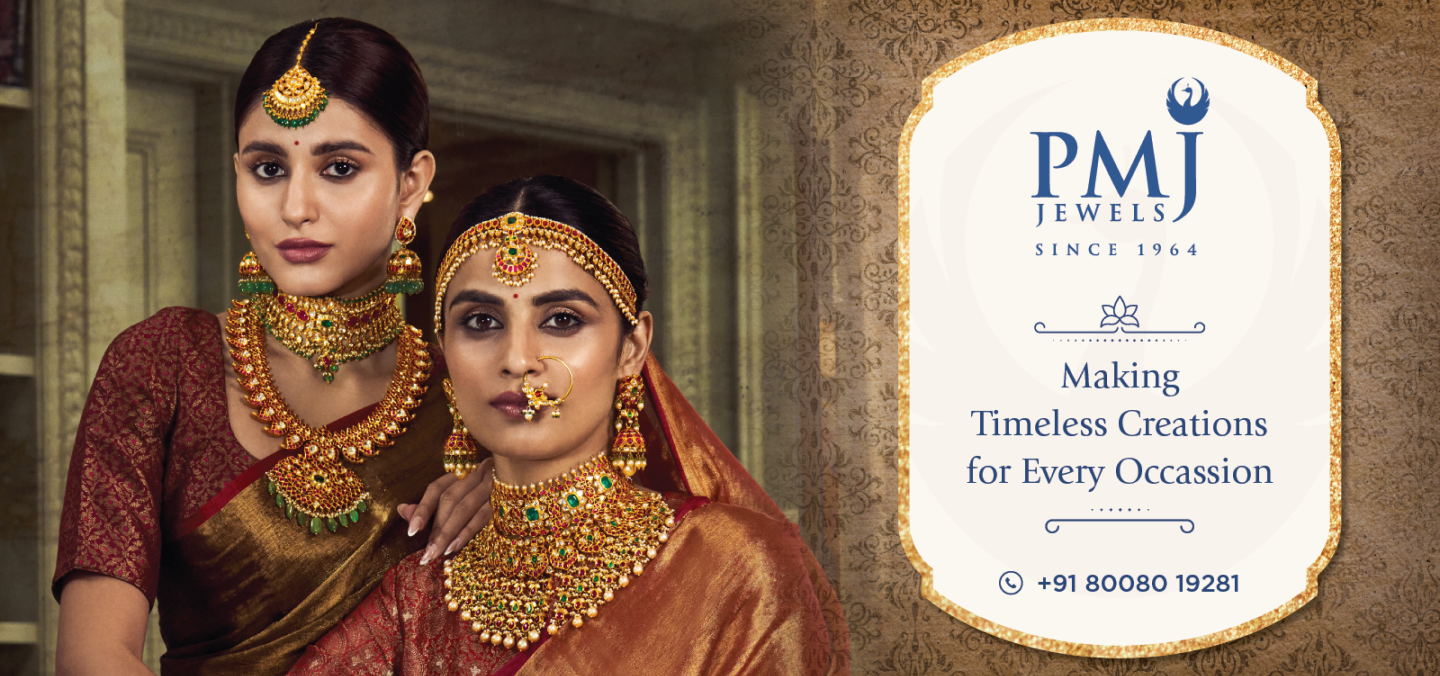 PMJ
JEWELS
SINCE 1964
Making
Timeless Creations
for Every Occassion
+91 80080 19281